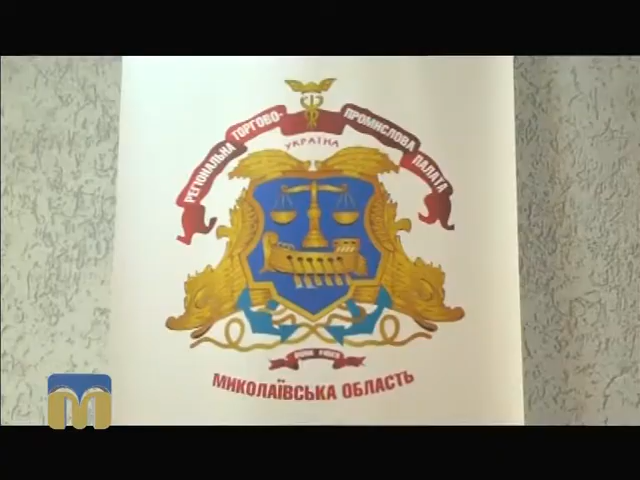 РЕГІОНАЛЬНА ТОРГОВО-ПРОМИСЛОВА ПАЛАТА
УКРАЇНА
МИКОЛАЇВСЬКА ОБЛАСТЬ